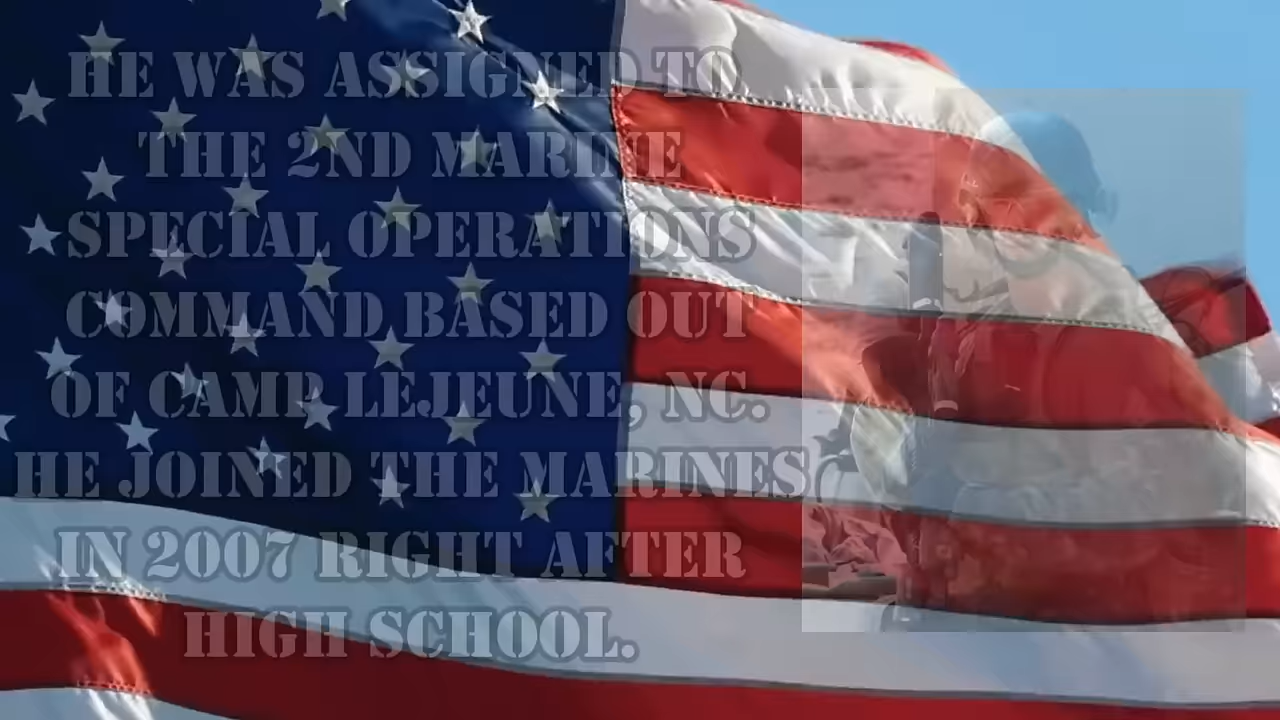 HE WAS ASSIGNED TO
THE 2ND MARINE
SPECIAL OPERATIONS
COMMAND BASED OUT
OF CAMP LEJEUNE, NC.
HE JOINED THE MARINES
IN 2007 RIGHT AFTER
HIGH SCHOOL.